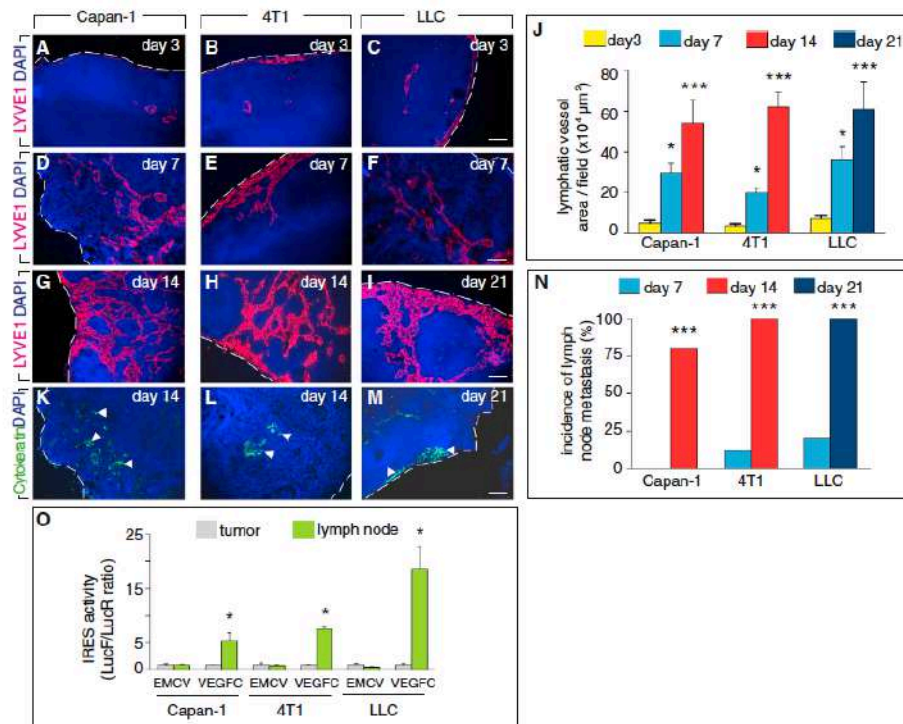 Capan-1 4T1 LLC
A day 3 B day 3 C day 3
LYVE1 DAPI
D day 7 E day 7 F day 7
LYVE1 DAPI
G day 14 H day 14 I day 21
LYVE1 DAPI
K day 14 L day 14 M day 21
Cytokeratn DAPI
J
day3 day 7 day 14 day 21
lymphatic vessel
area / field (x10⁴ µm²)
80
60
40
20
0
* *** * *** * ***
Capan-1 4T1 LLC
N
day 7 day 14 day 21
incidence of lymph
node metastasis (%)
100
75
50
25
0
*** *** ***
Capan-1 4T1 LLC
O
tumor lymph node
IRES activity
(LucF/LucR ratio)
25
15
5
0
* * *
EMCV VEGFC EMCV VEGFC EMCV VEGFC
Capan-1 4T1 LLC